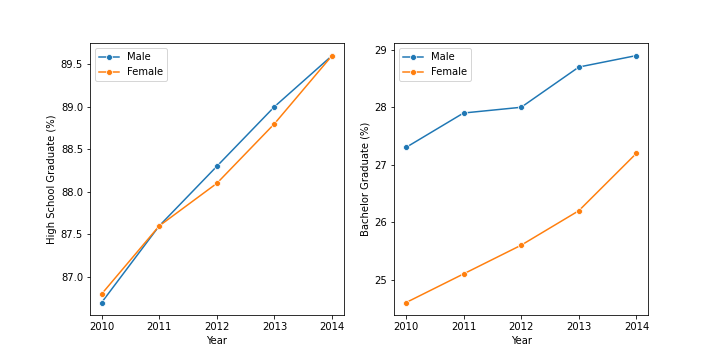 Male
Female
89.5
89.0
88.5
88.0
87.5
87.0
High School Graduate (%)
2010 2011 2012 2013 2014
Year
Male
Female
29
28
27
26
25
Bachelor Graduate (%)
2010 2011 2012 2013 2014
Year